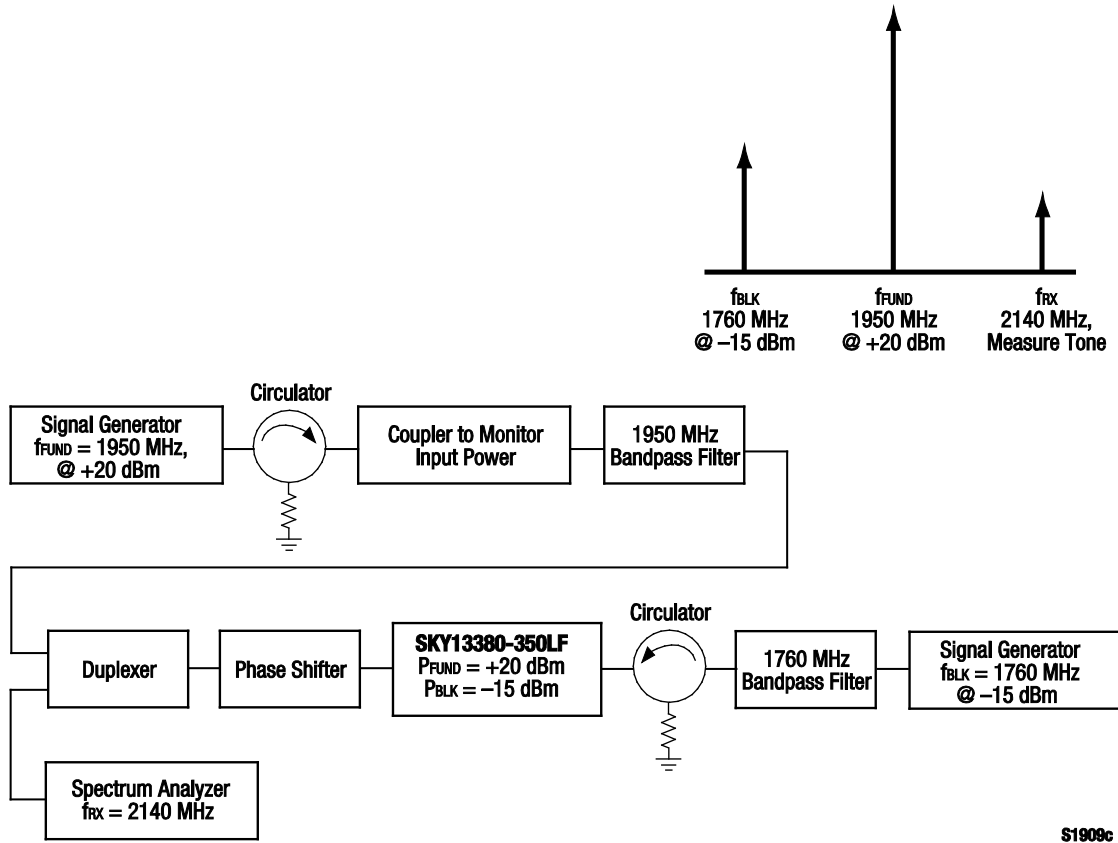 fBLK
1760 MHz
@ –15 dBm
fFUND
1950 MHz
@ +20 dBm
fRX
2140 MHz,
Measure Tone
Signal Generator
fFUND = 1950 MHz,
@ +20 dBm
Circulator
Coupler to Monitor
Input Power
1950 MHz
Bandpass Filter
Duplexer
Phase Shifter
SKY13380-350LF
PFUND = +20 dBm
PBLK = –15 dBm
Circulator
1760 MHz
Bandpass Filter
Signal Generator
fBLK = 1760 MHz
@ –15 dBm
Spectrum Analyzer
fRX = 2140 MHz
S1909c